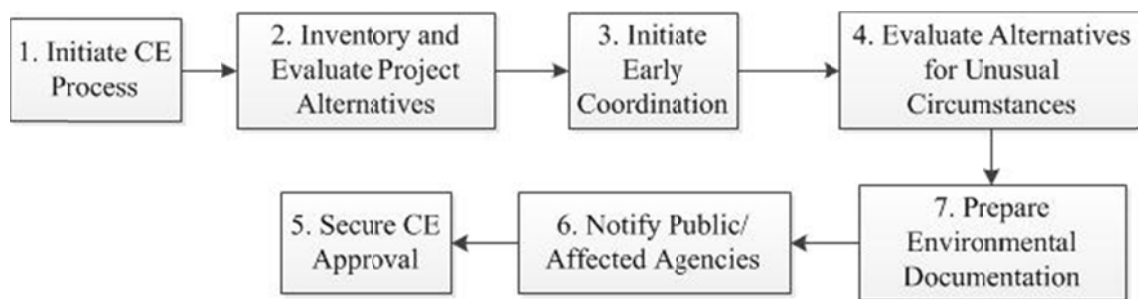 1. Initiate CE
Process
2. Inventory and
Evaluate Project
Alternatives
3. Initiate
Early
Coordination
4. Evaluate Alternatives
for Unusual
Circumstances
5. Secure CE
Approval
6. Notify Public/
Affected Agencies
7. Prepare
Environmental
Documentation